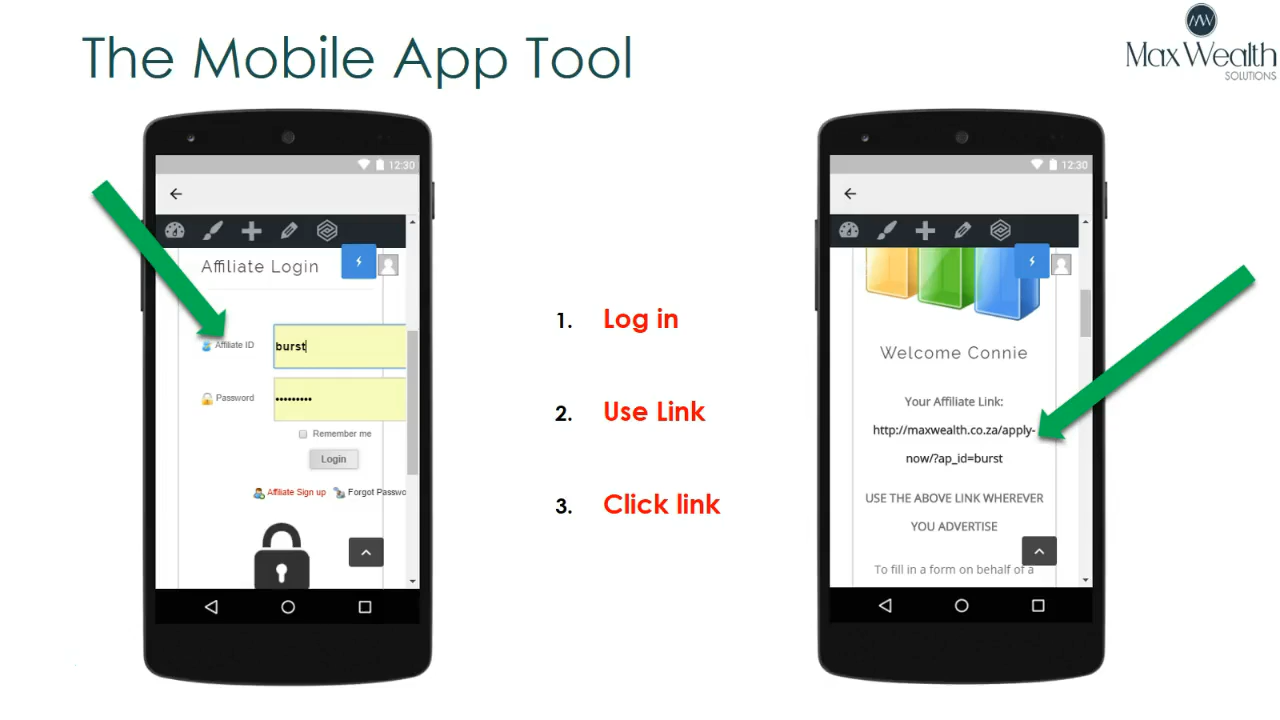 The Mobile App Tool
MW
Max Wealth
SOLUTIONS
12:30
Affiliate Login
Affiliate ID
burst
Password
•••••••••
Remember me
Login
Affiliate Sign up
Forgot Passwo
1. Log in
2. Use Link
3. Click link
12:30
Welcome Connie
Your Affiliate Link:
http://maxwealth.co.za/apply-
now/?ap_id=burst
USE THE ABOVE LINK WHEREVER
YOU ADVERTISE
To fill in a form on behalf of a